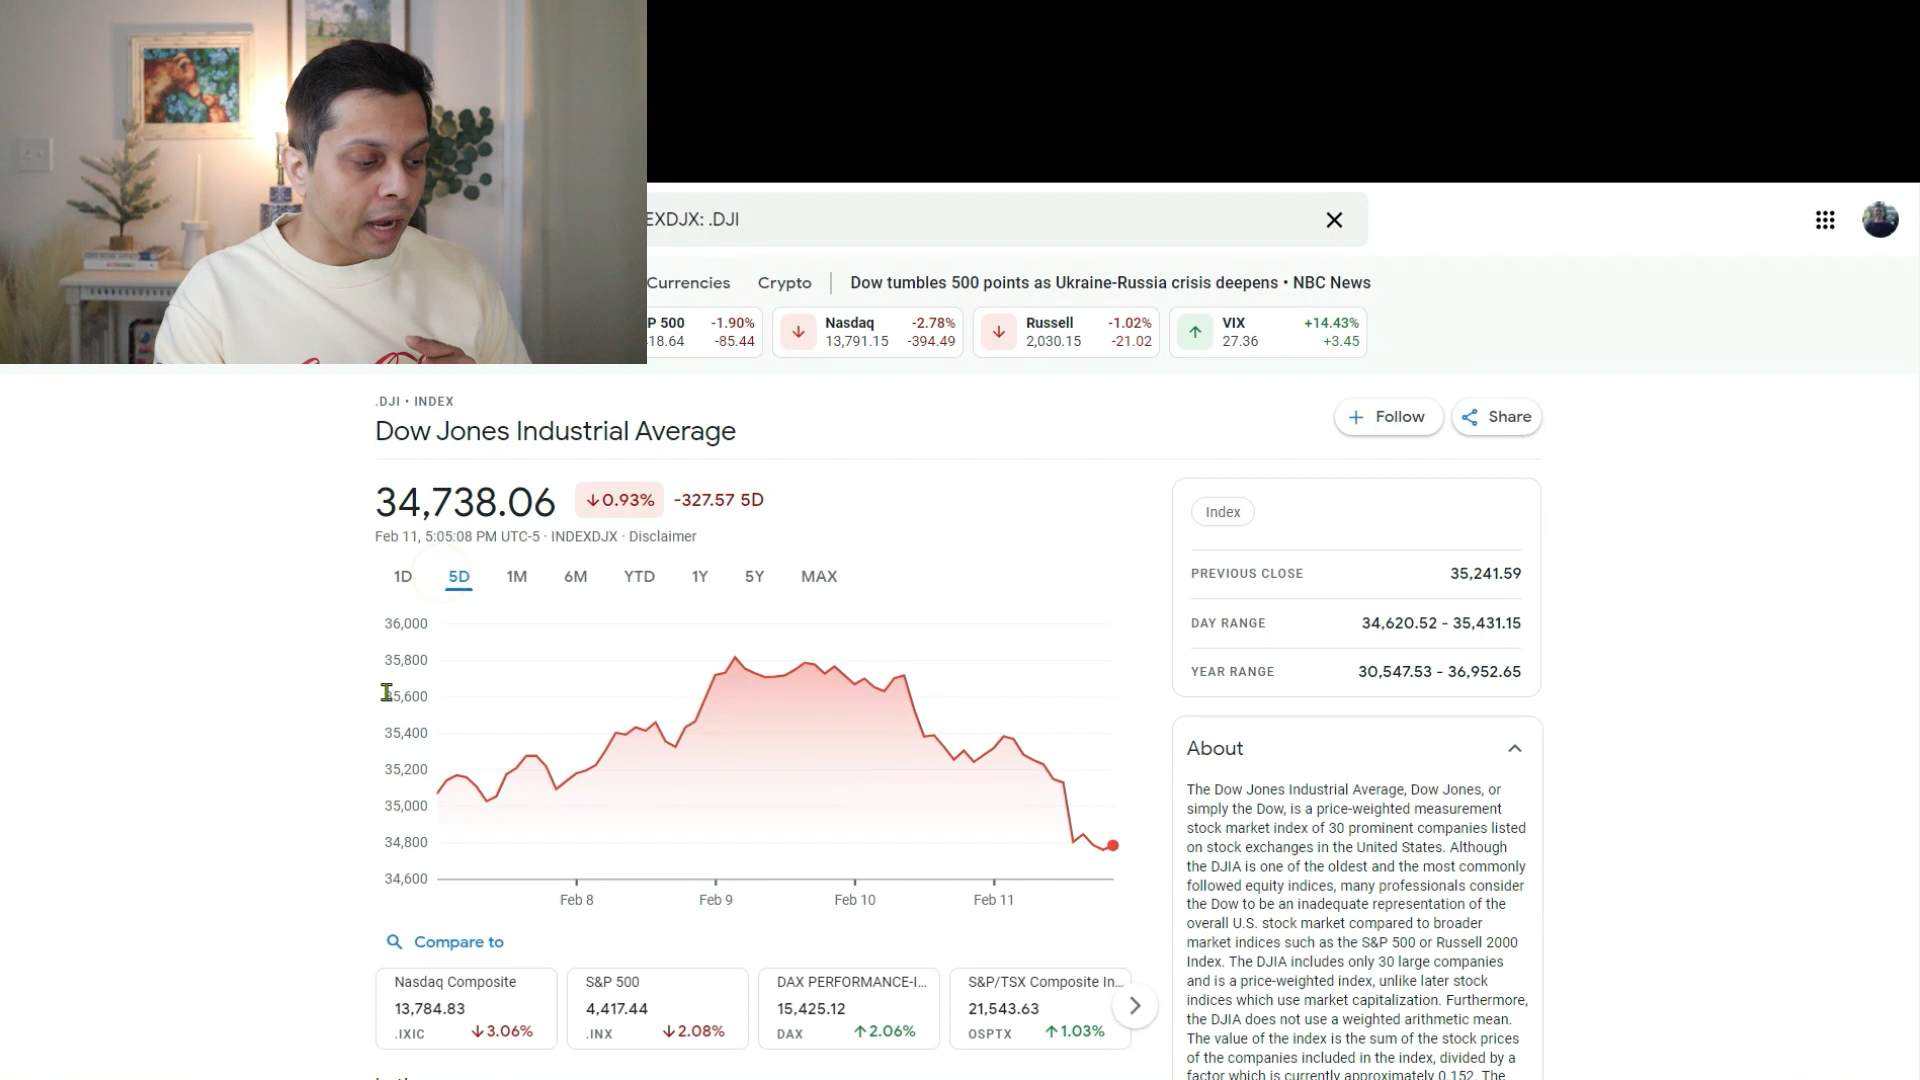 EXDJX: .DJI
Currencies
Crypto
Dow tumbles 500 points as Ukraine-Russia crisis deepens • NBC News
P 500 -1.90%
18.64 -85.44
Nasdaq -2.78%
13,791.15 -394.49
Russell -1.02%
2,030.15 -21.02
VIX +14.43%
27.36 +3.45
.DJI • INDEX
Dow Jones Industrial Average
Follow
Share
34,738.06 ↓0.93% -327.57 5D
Feb 11, 5:05:08 PM UTC-5 · INDEXDJX · Disclaimer
1D 5D 1M 6M YTD 1Y 5Y MAX
36,000
35,800
35,600
35,400
35,200
35,000
34,800
34,600
Feb 8 Feb 9 Feb 10 Feb 11
Compare to
Nasdaq Composite
13,784.83
.IXIC ↓3.06%
S&P 500
4,417.44
.INX ↓2.08%
DAX PERFORMANCE-I...
15,425.12
DAX ↑2.06%
S&P/TSX Composite In...
21,543.63
OSPTX ↑1.03%
Index
PREVIOUS CLOSE 35,241.59
DAY RANGE 34,620.52 - 35,431.15
YEAR RANGE 30,547.53 - 36,952.65
About
The Dow Jones Industrial Average, Dow Jones, or
simply the Dow, is a price-weighted measurement
stock market index of 30 prominent companies listed
on stock exchanges in the United States. Although
the DJIA is one of the oldest and the most commonly
followed equity indices, many professionals consider
the Dow to be an inadequate representation of the
overall U.S. stock market compared to broader
market indices such as the S&P 500 or Russell 2000
Index. The DJIA includes only 30 large companies
and is a price-weighted index, unlike later stock
indices which use market capitalization. Furthermore,
the DJIA does not use a weighted arithmetic mean.
The value of the index is the sum of the stock prices
of the companies included in the index, divided by a
factor which is currently approximately 0.152. The